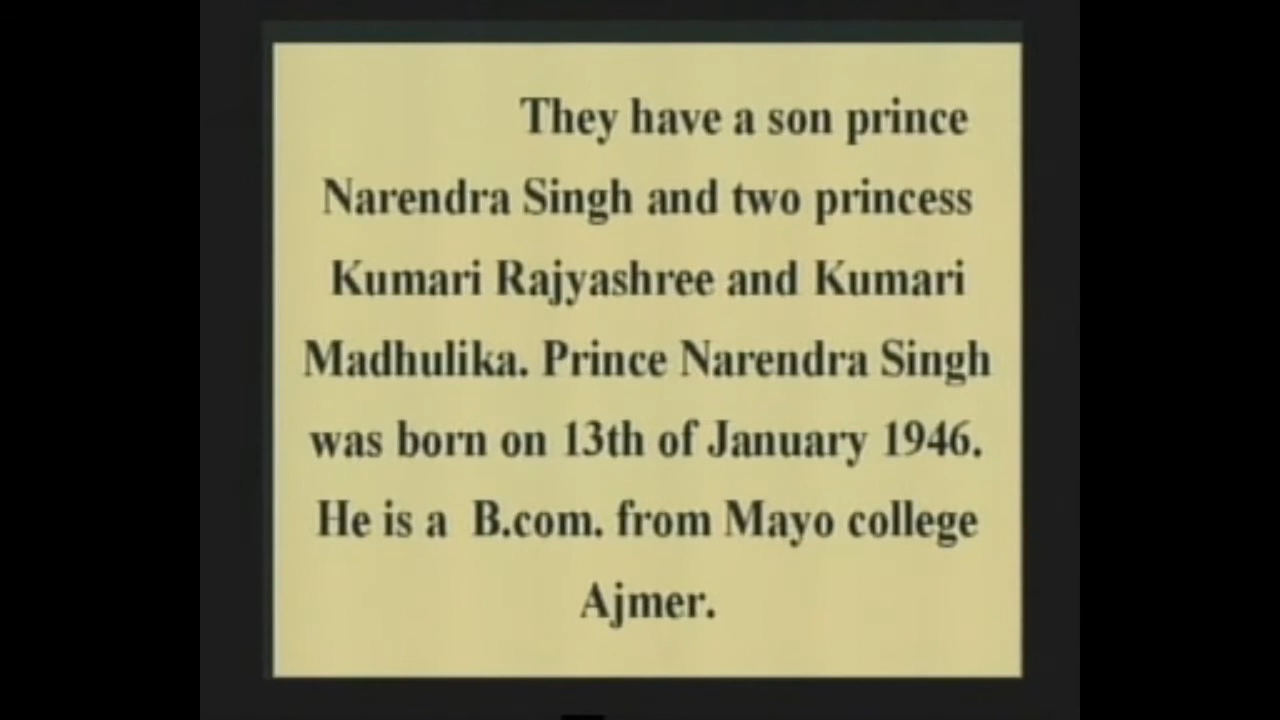 They have a son prince
Narendra Singh and two princess
Kumari Rajyashree and Kumari
Madhulika. Prince Narendra Singh
was born on 13th of January 1946.
He is a  B.com. from Mayo college
Ajmer.